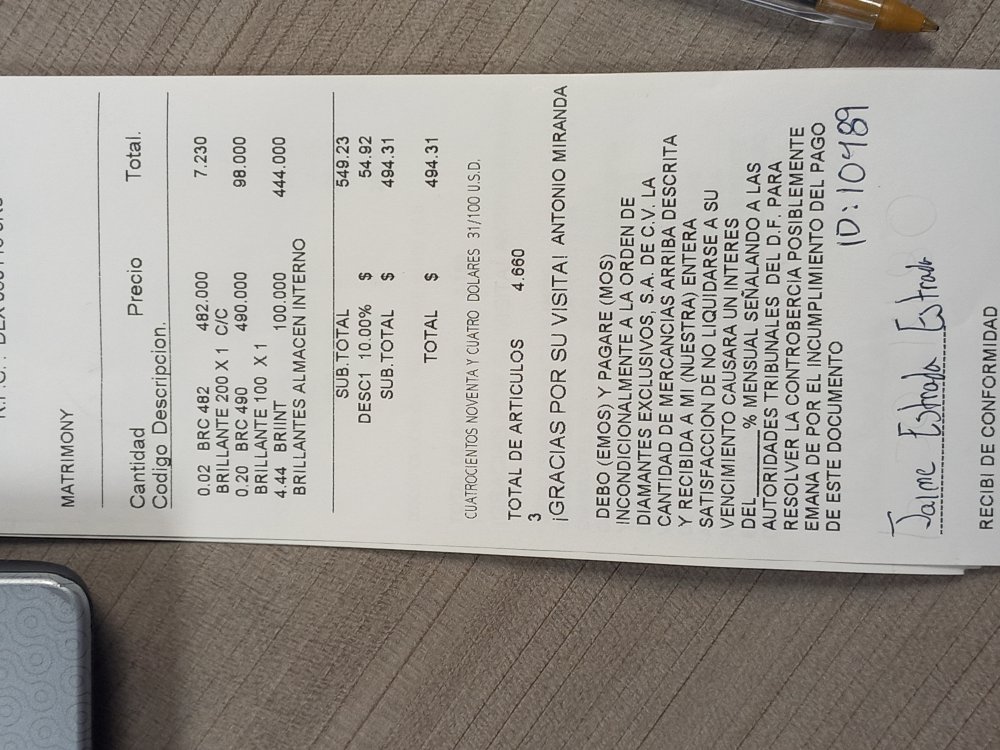 MATRIMONY
Cantidad Precio Total.
Codigo Descripcion.
0.02 BRC 482 482.000 7.230
BRILLANTE 200 X 1 C/C
0.20 BRC 490 490.000 98.000
BRILLANTE 100 X 1
4.44 BRIINT 100.000 444.000
BRILLANTES ALMACEN INTERNO
SUB.TOTAL 549.23
DESC1 10.00% $ 54.92
SUB.TOTAL $ 494.31
TOTAL $ 494.31
CUATROCIENTOS NOVENTA Y CUATRO DOLARES 31/100 U.S.D.
TOTAL DE ARTICULOS 4.660
3
¡GRACIAS POR SU VISITA! ANTONIO MIRANDA
DEBO (EMOS) Y PAGARE (MOS)
INCONDICIONALMENTE A LA ORDEN DE
DIAMANTES EXCLUSIVOS, S.A. DE C.V. LA
CANTIDAD DE MERCANCIAS ARRIBA DESCRITA
Y RECIBIDA A MI (NUESTRA) ENTERA
SATISFACCION DE NO LIQUIDARSE A SU
VENCIMIENTO CAUSARA UN INTERES
DEL______% MENSUAL SEÑALANDO A LAS
AUTORIDADES TRIBUNALES DEL D.F. PARA
RESOLVER LA CONTROBERCIA POSIBLEMENTE
EMANA DE POR EL INCUMPLIMIENTO DEL PAGO
DE ESTE DOCUMENTO
ID: 10489
Jaime Estrada Estrada
RECIBI DE CONFORMIDAD